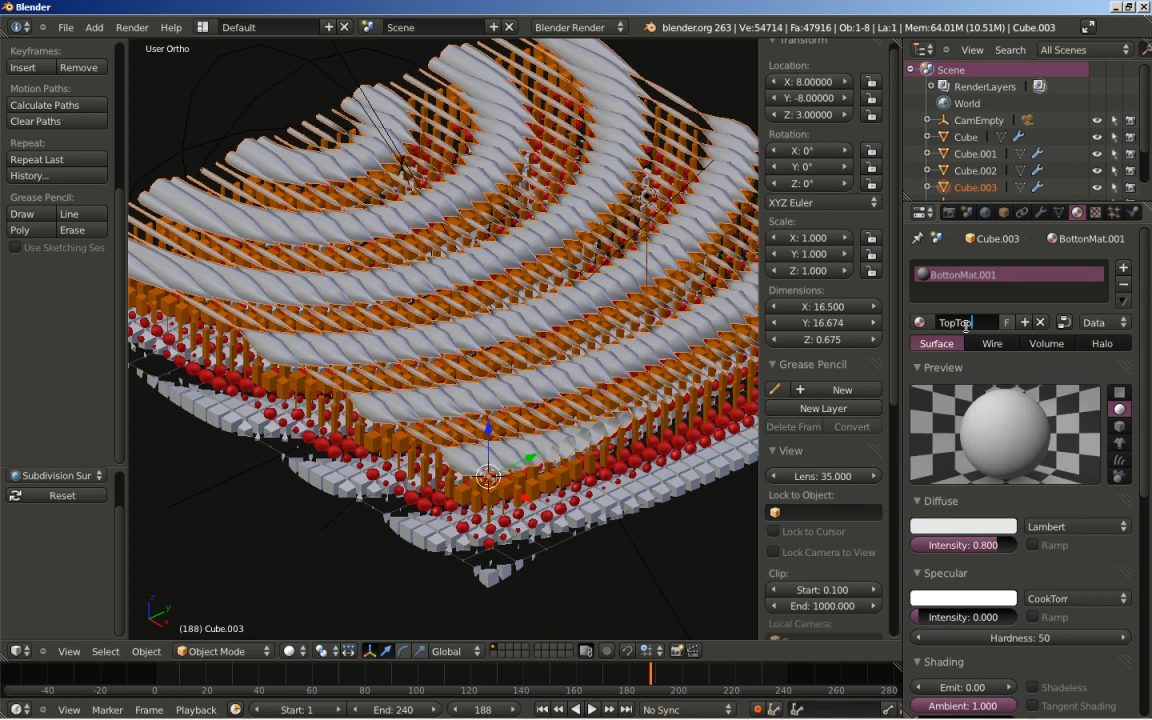 Blender
File Add Render Help Default Scene Blender Render blender.org 263 | Ve:54714 | Fa:47916 | Ob:1-8 | La:1 | Mem:64.01M (10.51M) | Cube.003
Keyframes:
Insert Remove
Motion Paths:
Calculate Paths
Clear Paths
Repeat:
Repeat Last
History...
Grease Pencil:
Draw Line
Poly Erase
Use Sketching Ses
Subdivision Sur
Reset
User Ortho
z
y
x
(188) Cube.003
Transform
Location:
X: 8.00000
Y: -8.00000
Z: 3.00000
Rotation:
X: 0°
Y: 0°
Z: 0°
XYZ Euler
Scale:
X: 1.000
Y: 1.000
Z: 1.000
Dimensions:
X: 16.500
Y: 16.674
Z: 0.675
Grease Pencil
New
New Layer
Delete Fram Convert
View
Lens: 35.000
Lock to Object:
Lock to Cursor
Lock Camera to View
Clip:
Start: 0.100
End: 1000.000
Local Camera:
View Search All Scenes
Scene
RenderLayers
World
CamEmpty
Cube
Cube.001
Cube.002
Cube.003
Cube.003 BottonMat.001
BottonMat.001
TopTop F Data
Surface Wire Volume Halo
Preview
Diffuse
Lambert
Intensity: 0.800 Ramp
Specular
CookTorr
Intensity: 0.000 Ramp
Hardness: 50
Shading
Emit: 0.00 Shadeless
Ambient: 1.000 Tangent Shading
View Select Object Object Mode Global
-40 -20 0 20 40 60 80 100 120 140 160 180 200 220 240 260 280
View Marker Frame Playback Start: 1 End: 240 188 No Sync